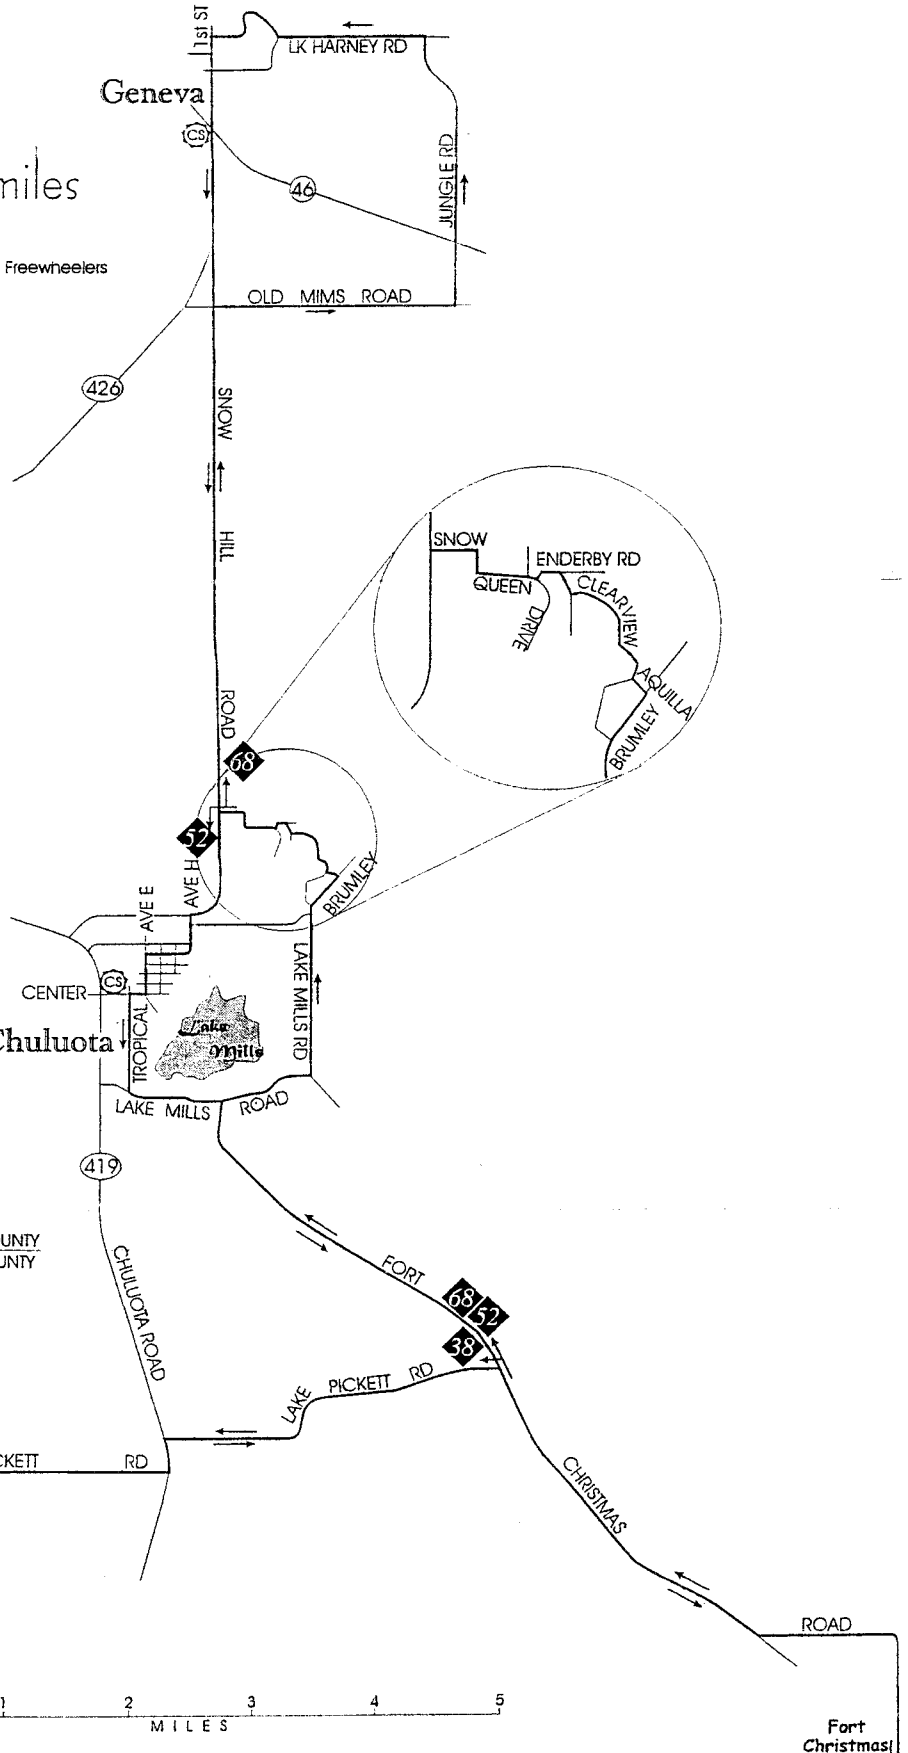 1st ST
LK HARNEY RD
Geneva
CS
miles
46
JUNGLE RD
Freewheelers
OLD MIMS ROAD
426
SNOW
HILL
ROAD
SNOW
QUEEN
DRIVE
ENDERBY RD
CLEARVIEW
AQUILLA
BRUMLEY
68
52
AVE H
AVE E
BRUMLEY
CENTER
CS
LAKE MILLS RD
Chuluota
TROPICAL
Lake
Mills
LAKE MILLS ROAD
419
UNTY
UNTY
CHULUOTA ROAD
FORT
68
52
38
LAKE PICKETT RD
CKETT RD
CHRISTMAS
ROAD
1 2 3 4 5
MILES
Fort
Christmas